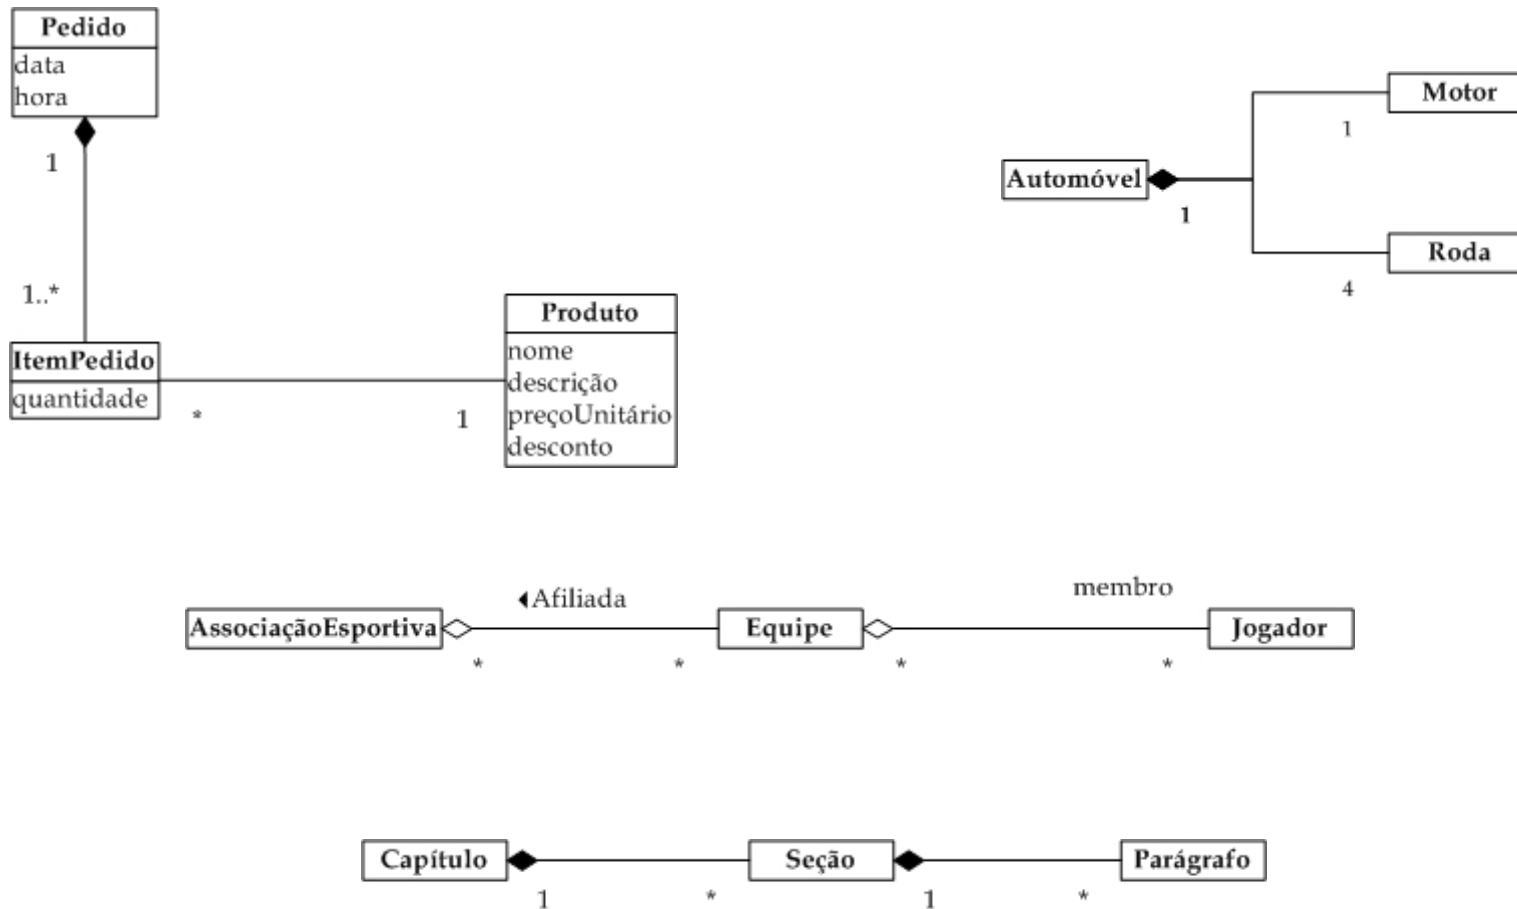 Pedido
data
hora
1
1..*
ItemPedido
quantidade
*
1
Produto
nome
descrição
preçoUnitário
desconto
Automóvel
1
Motor
1
Roda
4
AssociaçãoEsportiva
Afiliada
*
*
Equipe
membro
*
*
Jogador
Capítulo
1
*
Seção
1
*
Parágrafo